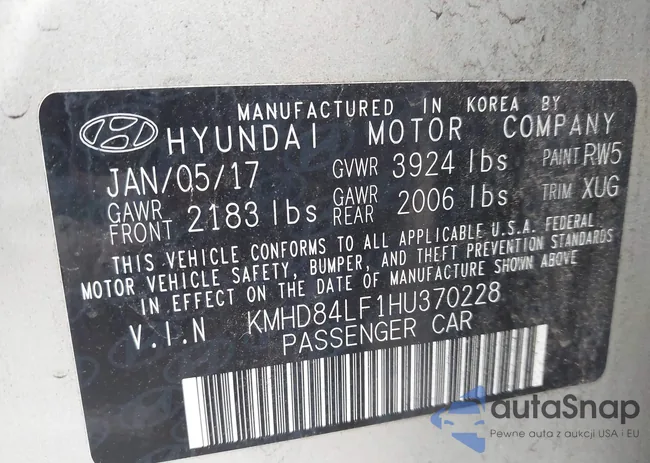 MANUFACTURED IN KOREA BY
HYUNDAI MOTOR COMPANY
JAN/05/17 GVWR 3924 lbs PAINT RW5
GAWR FRONT 2183 lbs GAWR REAR 2006 lbs TRIM XUG
THIS VEHICLE CONFORMS TO ALL APPLICABLE U.S.A. FEDERAL
MOTOR VEHICLE SAFETY, BUMPER, AND THEFT PREVENTION STANDARDS
IN EFFECT ON THE DATE OF MANUFACTURE SHOWN ABOVE
V.I.N KMHD84LF1HU370228
PASSENGER CAR
autaSnap
Pewne auta z aukcji USA i EU